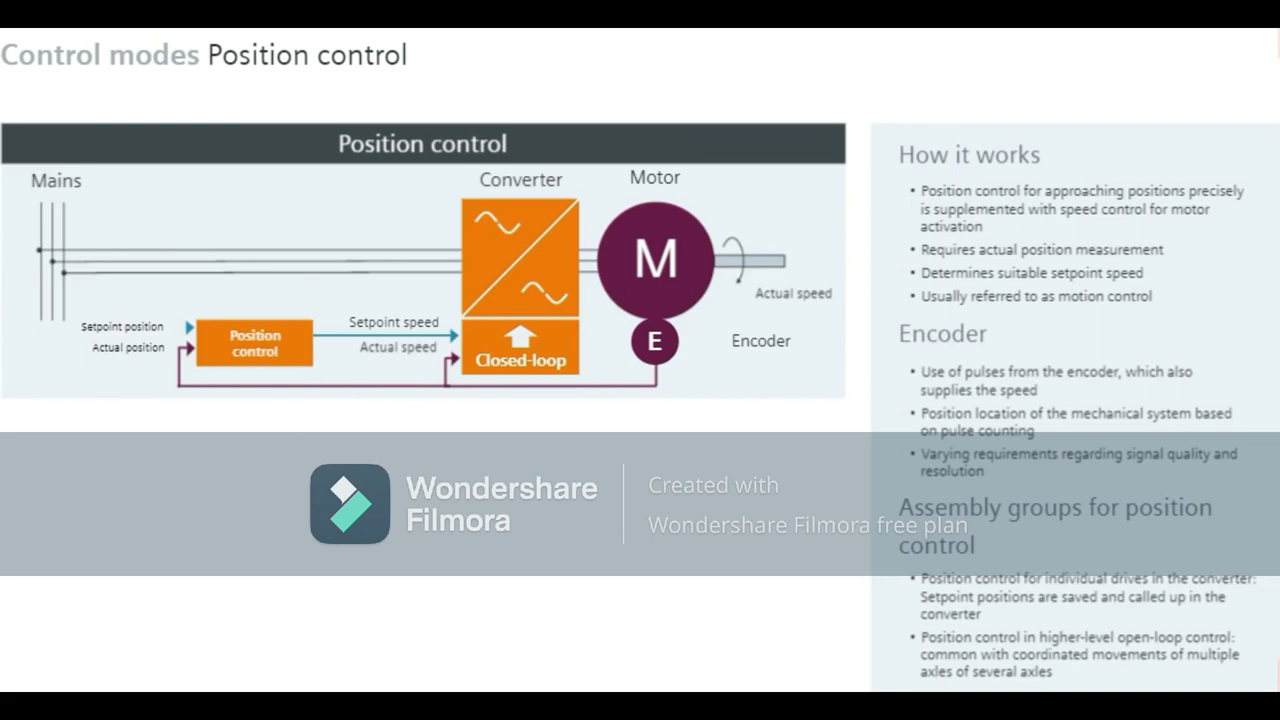 Control modes Position control
Position control
Mains
Converter
Motor
M
Actual speed
Setpoint position
Actual position
Position
control
Setpoint speed
Actual speed
Closed-loop
E
Encoder
How it works
• Position control for approaching positions precisely
is supplemented with speed control for motor
activation
• Requires actual position measurement
• Determines suitable setpoint speed
• Usually referred to as motion control
Encoder
• Use of pulses from the encoder, which also
supplies the speed
• Position location of the mechanical system based
on pulse counting
• Varying requirements regarding signal quality and
resolution
Assembly groups for position
control
• Position control for individual drives in the converter:
Setpoint positions are saved and called up in the
converter
• Position control in higher-level open-loop control:
common with coordinated movements of multiple
axles of several axles
Wondershare
Filmora
Created with
Wondershare Filmora free plan